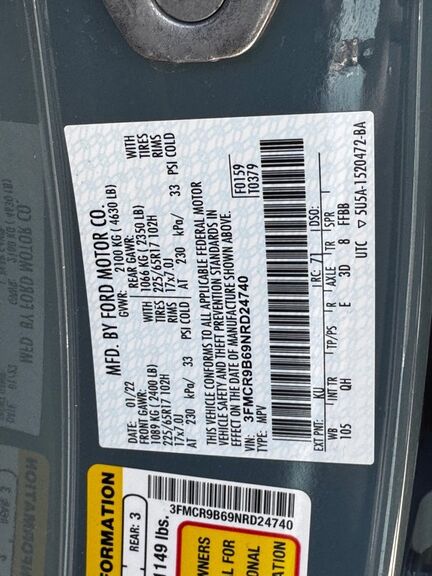 MFD. BY FORD MOTOR CO.
DATE: 01/22
GVWR: 2100 KG ( 4630 LB)
FRONT GAWR:
1089 KG (2400 LB)
225/65R17 102H
17x7.0J
AT 230 kPa/ 33 PSI COLD
WITH
TIRES
RIMS
REAR GAWR:
1066 KG (2350 LB)
225/65R17 102H
17x7.0J
AT 230 kPa/ 33 PSI COLD
WITH
TIRES
RIMS
THIS VEHICLE CONFORMS TO ALL APPLICABLE FEDERAL MOTOR
VEHICLE SAFETY AND THEFT PREVENTION STANDARDS IN
EFFECT ON THE DATE OF MANUFACTURE SHOWN ABOVE.
VIN: 3FMCR9B69NRD24740
TYPE: MPV
F0159
T0379
EXT PNT: KU RC: 71 DSO:
WB INT TR TP/PS R AXLE TR SPR
105 QH E 3D 8 FFBB
UTC ▽ 5U5A-1520472-BA
FORMATION
REAR: 3
1149 lbs.
3FMCR9B69NRD24740
OWNERS
FOR
ONAL